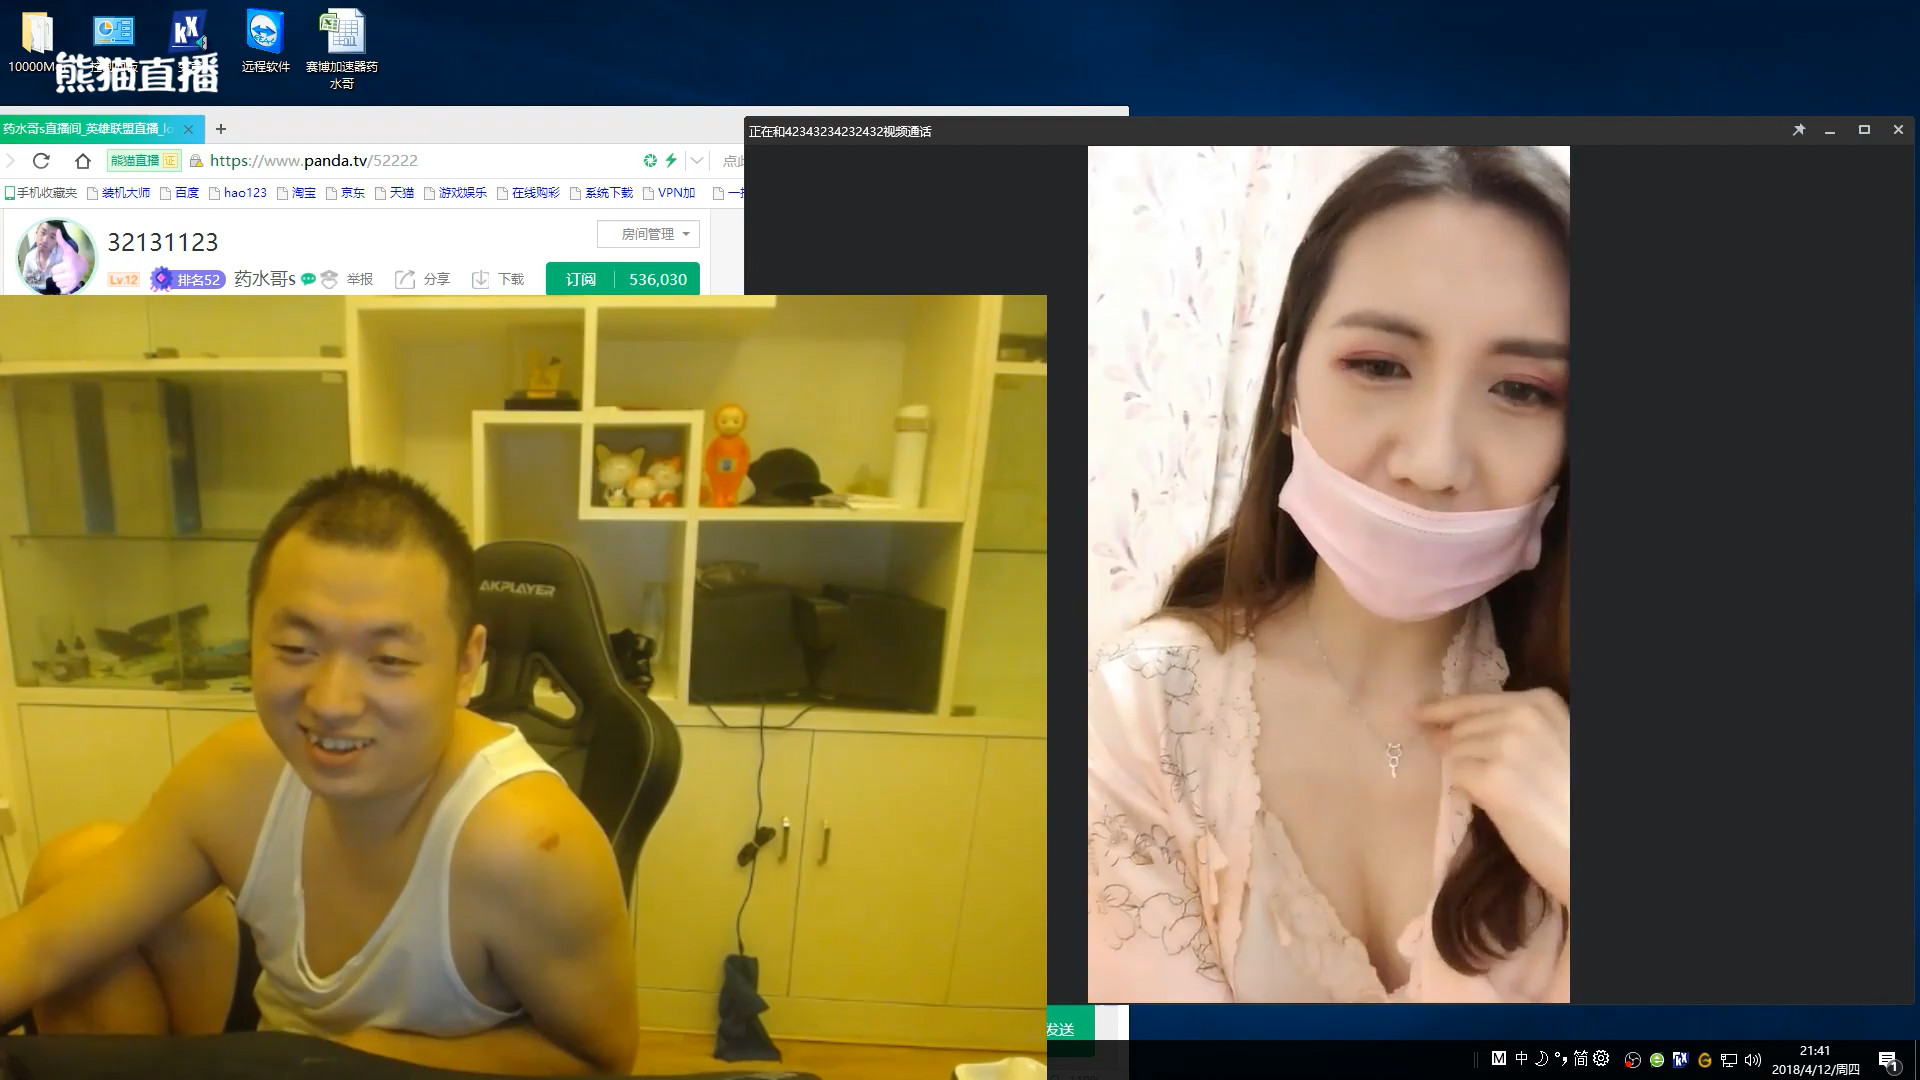 10000M
远程软件
赛博加速器药
水哥
熊猫直播
药水哥s直播间_英雄联盟直播_lo
正在和42343234232432视频通话
熊猫直播 证
https://www.panda.tv/52222
点此
手机收藏夹 装机大师 百度 hao123 淘宝 京东 天猫 游戏娱乐 在线购彩 系统下载 VPN加
32131123
房间管理
Lv.12 排名52 药水哥s 举报 分享 下载 订阅 536,030
AKPLAYER
发送
M 中 简
21:41
2018/4/12/周四
1